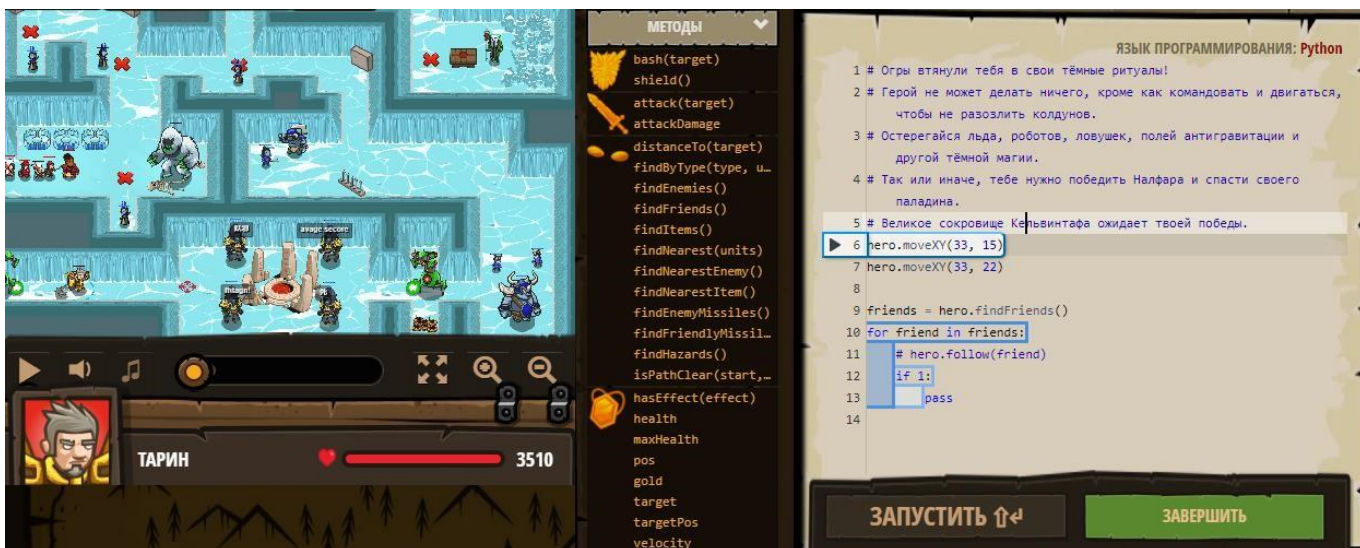 fhtagn!
avage secore
ТАРИН
3510
МЕТОДЫ
bash(target)
shield()
attack(target)
attackDamage
distanceTo(target)
findByType(type, u…
findEnemies()
findFriends()
findItems()
findNearest(units)
findNearestEnemy()
findNearestItem()
findEnemyMissiles()
findFriendlyMissil…
findHazards()
isPathClear(start,…
hasEffect(effect)
health
maxHealth
pos
gold
target
targetPos
velocity
ЯЗЫК ПРОГРАММИРОВАНИЯ: Python
1 # Огры втянули тебя в свои тёмные ритуалы!
2 # Герой не может делать ничего, кроме как командовать и двигаться,
чтобы не разозлить колдунов.
3 # Остерегайся льда, роботов, ловушек, полей антигравитации и
другой тёмной магии.
4 # Так или иначе, тебе нужно победить Налфара и спасти своего
паладина.
5 # Великое сокровище Кельвинтафа ожидает твоей победы.
6 hero.moveXY(33, 15)
7 hero.moveXY(33, 22)
8
9 friends = hero.findFriends()
10 for friend in friends:
11 # hero.follow(friend)
12 if 1:
13 pass
14
ЗАПУСТИТЬ ⇧↵
ЗАВЕРШИТЬ